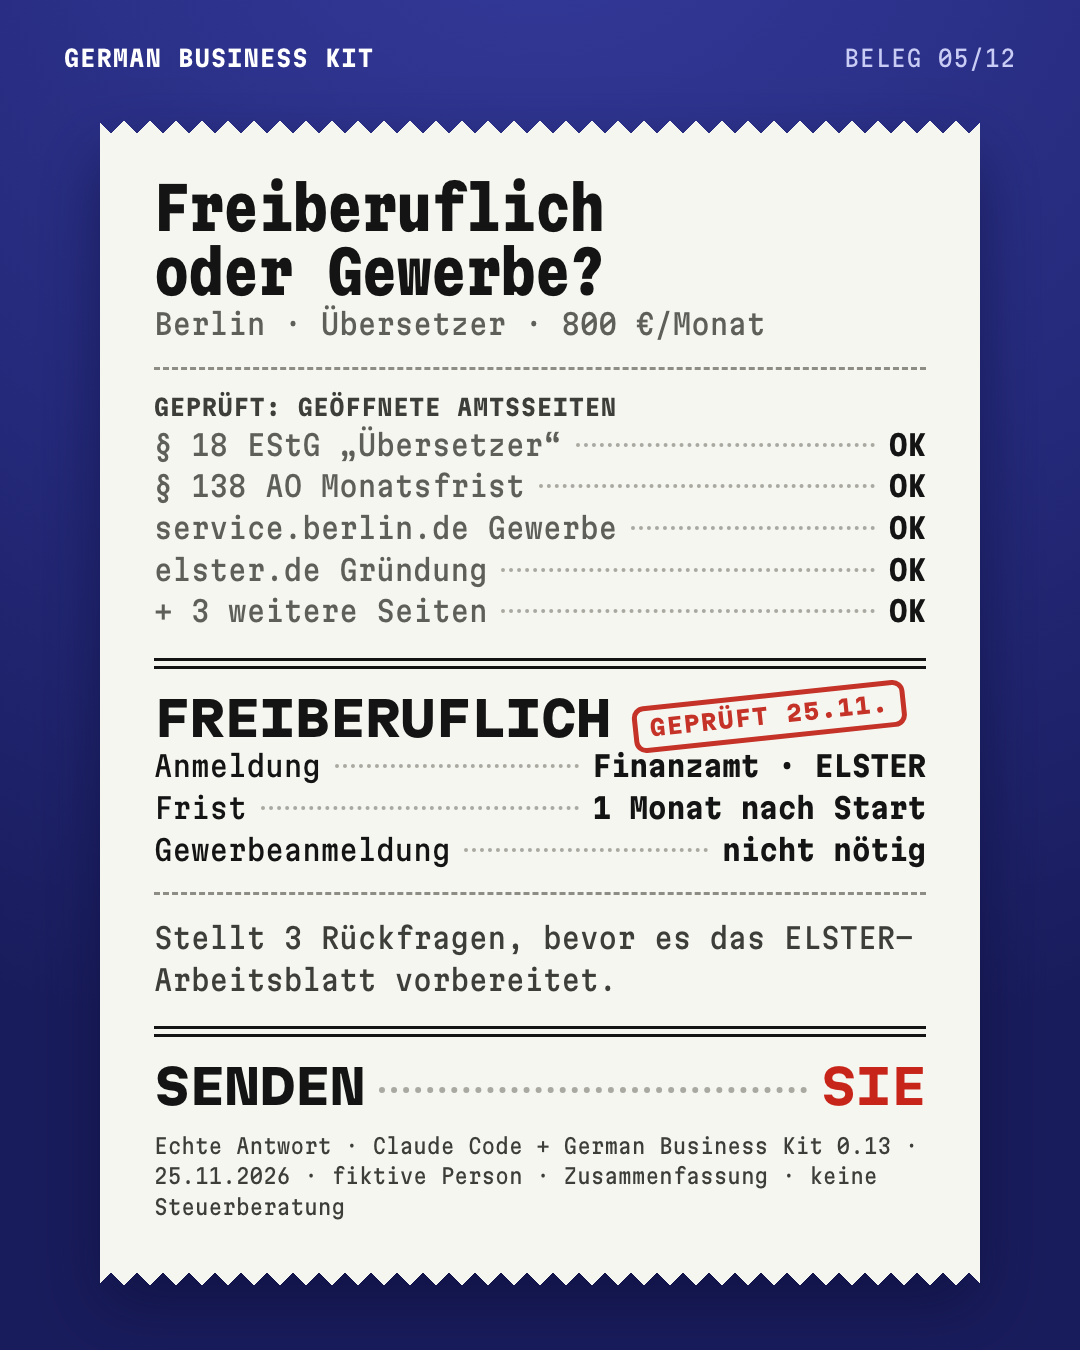 GERMAN BUSINESS KIT
BELEG 05/12
Freiberuflich
oder Gewerbe?
Berlin · Übersetzer · 800 €/Monat
GEPRÜFT: GEÖFFNETE AMTSSEITEN
§ 18 EStG „Übersetzer“ OK
§ 138 AO Monatsfrist OK
service.berlin.de Gewerbe OK
elster.de Gründung OK
+ 3 weitere Seiten OK
FREIBERUFLICH
GEPRÜFT 25.11.
Anmeldung Finanzamt · ELSTER
Frist 1 Monat nach Start
Gewerbeanmeldung nicht nötig
Stellt 3 Rückfragen, bevor es das ELSTER-
Arbeitsblatt vorbereitet.
SENDEN SIE
Echte Antwort · Claude Code + German Business Kit 0.13 ·
25.11.2026 · fiktive Person · Zusammenfassung · keine
Steuerberatung